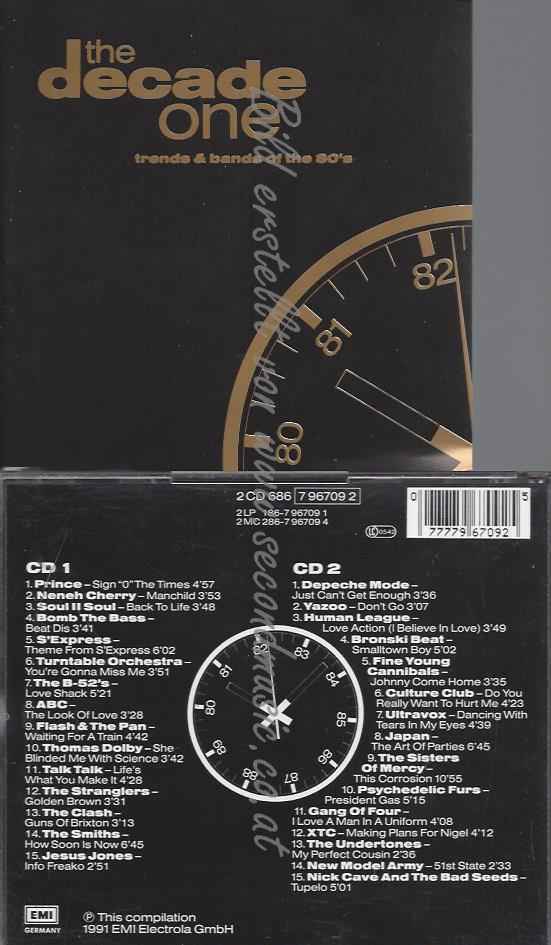 the
decade
one
trends & bands of the 80's
82
81
80
Bild erstellt von www.secondmusic.co.at
2 CD 686 7 96709 2
2 LP 186-7 96709 1
2 MC 286-7 96709 4
LC 0542
0 77779 67092 5
CD 1
1. Prince – Sign "0" The Times 4'57
2. Neneh Cherry – Manchild 3'53
3. Soul II Soul – Back To Life 3'48
4. Bomb The Bass –
Beat Dis 3'41
5. S'Express –
Theme From S'Express 6'02
6. Turntable Orchestra –
You're Gonna Miss Me 3'51
7. The B-52's –
Love Shack 5'21
8. ABC –
The Look Of Love 3'28
9. Flash & The Pan –
Waiting For A Train 4'42
10. Thomas Dolby – She
Blinded Me With Science 3'42
11. Talk Talk – Life's
What You Make It 4'28
12. The Stranglers –
Golden Brown 3'31
13. The Clash –
Guns Of Brixton 3'13
14. The Smiths –
How Soon Is Now 6'45
15. Jesus Jones –
Info Freako 2'51
82
83
81
84
80
85
89
86
88
87
CD 2
1. Depeche Mode –
Just Can't Get Enough 3'36
2. Yazoo – Don't Go 3'07
3. Human League –
Love Action (I Believe In Love) 3'49
4. Bronski Beat –
Smalltown Boy 5'02
5. Fine Young
Cannibals –
Johnny Come Home 3'35
6. Culture Club – Do You
Really Want To Hurt Me 4'23
7. Ultravox – Dancing With
Tears In My Eyes 4'39
8. Japan –
The Art Of Parties 6'45
9. The Sisters
Of Mercy –
This Corrosion 10'55
10. Psychedelic Furs –
President Gas 5'15
11. Gang Of Four –
I Love A Man In A Uniform 4'08
12. XTC – Making Plans For Nigel 4'12
13. The Undertones –
My Perfect Cousin 2'36
14. New Model Army – 51st State 2'33
15. Nick Cave And The Bad Seeds –
Tupelo 5'01
EMI
GERMANY
℗ This compilation
1991 EMI Electrola GmbH